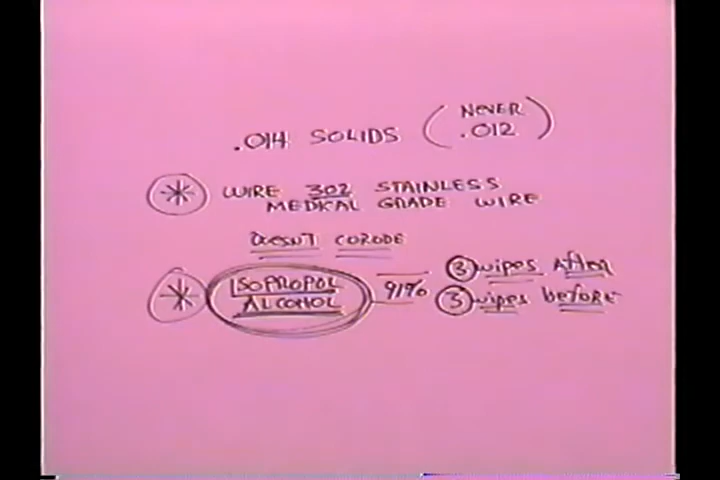 .014 SOLIDS (NEVER .012)
WIRE 302 STAINLESS
MEDICAL GRADE WIRE
DOESN'T CORODE
ISOPROPOL ALCOHOL 91%
3 wipes AFTER
3 wipes before